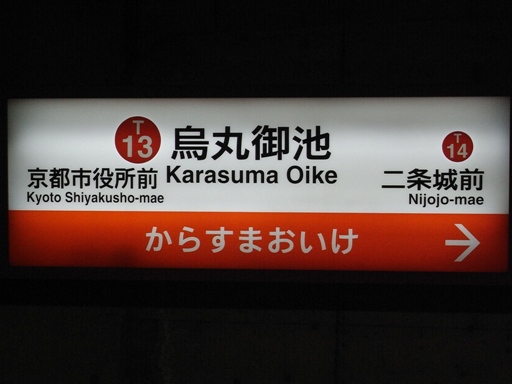 T
13
烏丸御池
Karasuma Oike
京都市役所前
Kyoto Shiyakusho-mae
T
14
二条城前
Nijojo-mae
からすまおいけ